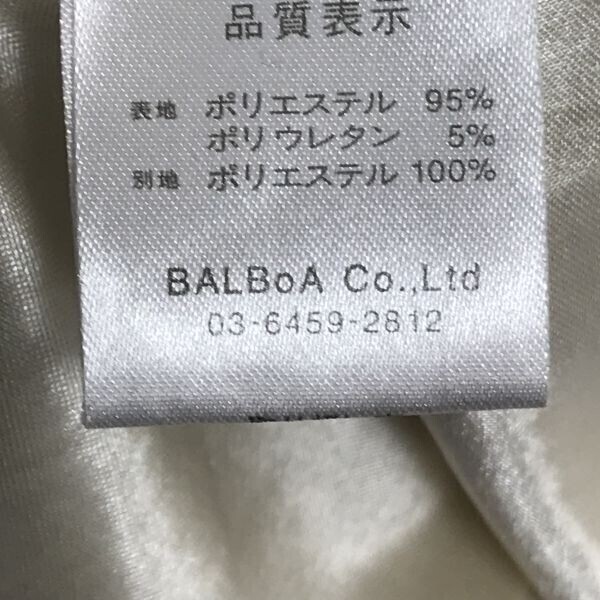 品質表示
表地 ポリエステル 95%
ポリウレタン 5%
別地 ポリエステル 100%
BALBoA Co.,Ltd
03-6459-2812